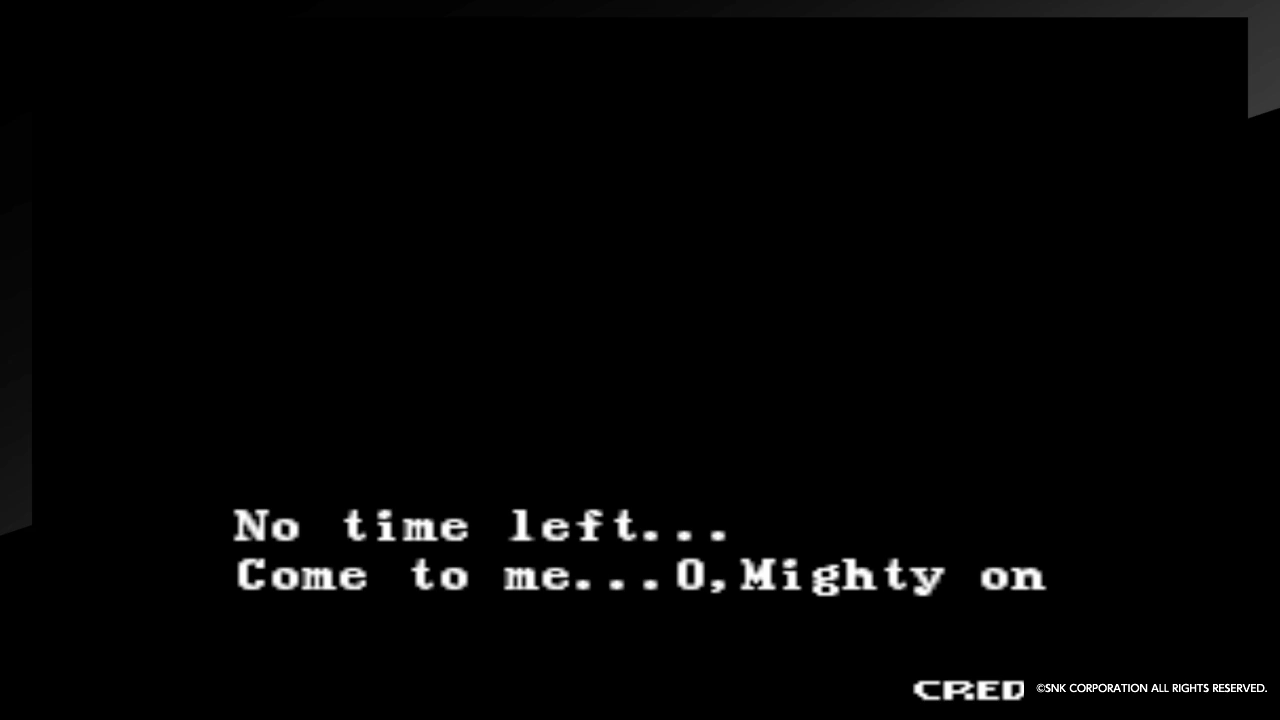 No time left...
Come to me...O,Mighty on
CRED
©SNK CORPORATION ALL RIGHTS RESERVED.